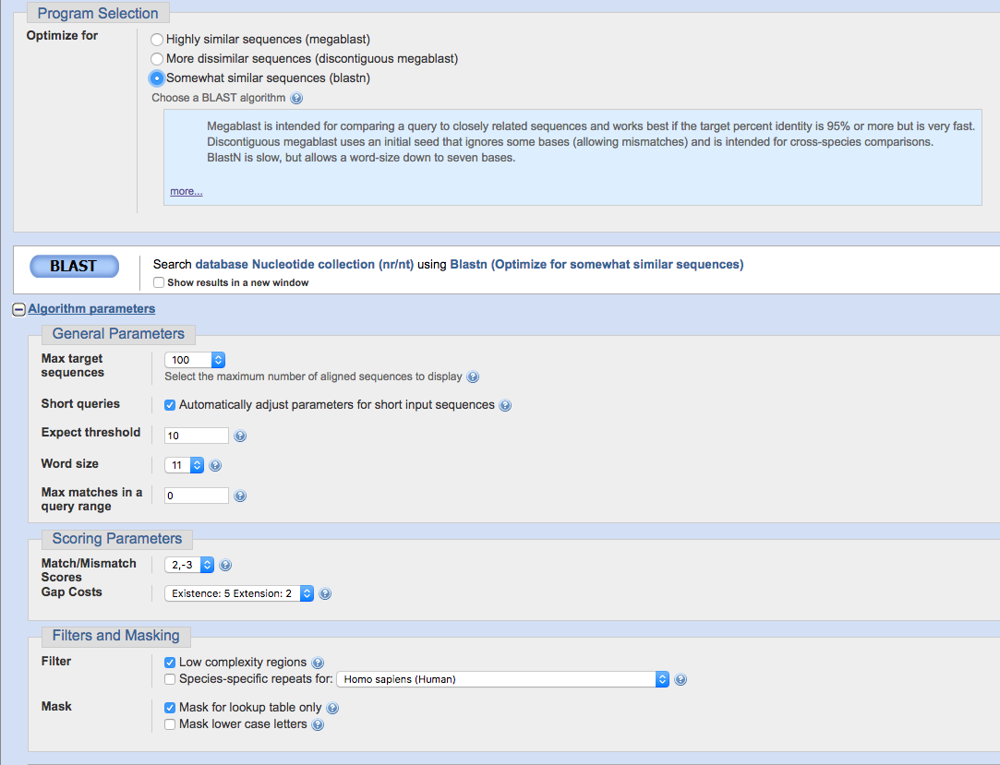 Program Selection
Optimize for
Highly similar sequences (megablast)
More dissimilar sequences (discontiguous megablast)
Somewhat similar sequences (blastn)
Choose a BLAST algorithm
Megablast is intended for comparing a query to closely related sequences and works best if the target percent identity is 95% or more but is very fast.
Discontiguous megablast uses an initial seed that ignores some bases (allowing mismatches) and is intended for cross-species comparisons.
BlastN is slow, but allows a word-size down to seven bases.
more...
BLAST
Search database Nucleotide collection (nr/nt) using Blastn (Optimize for somewhat similar sequences)
Show results in a new window
Algorithm parameters
General Parameters
Max target
sequences
100
Select the maximum number of aligned sequences to display
Short queries
Automatically adjust parameters for short input sequences
Expect threshold
10
Word size
11
Max matches in a
query range
0
Scoring Parameters
Match/Mismatch
Scores
2,-3
Gap Costs
Existence: 5 Extension: 2
Filters and Masking
Filter
Low complexity regions
Species-specific repeats for:
Homo sapiens (Human)
Mask
Mask for lookup table only
Mask lower case letters